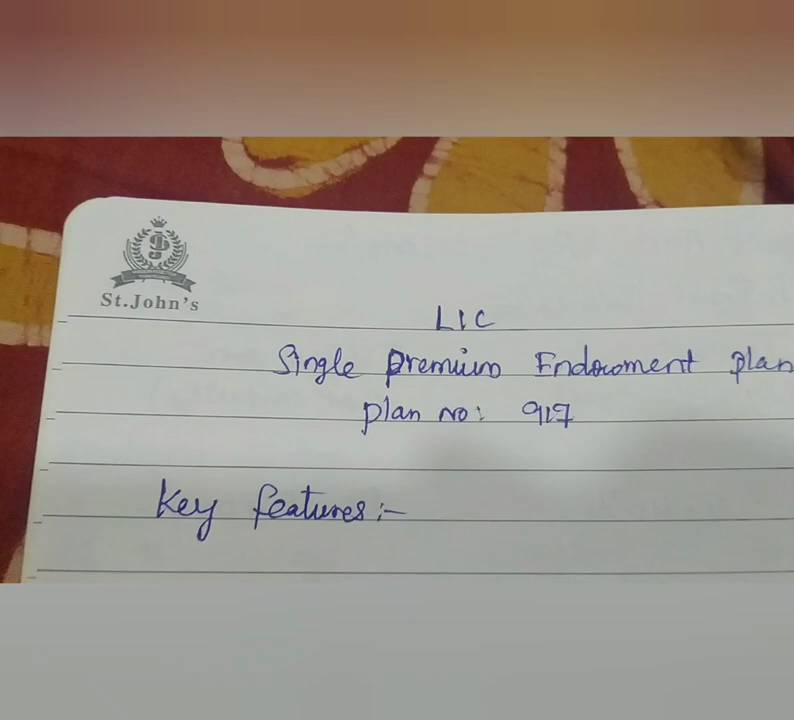 St.John's
LIC
Single Premium Endowment plan
plan no: 917
Key features:-